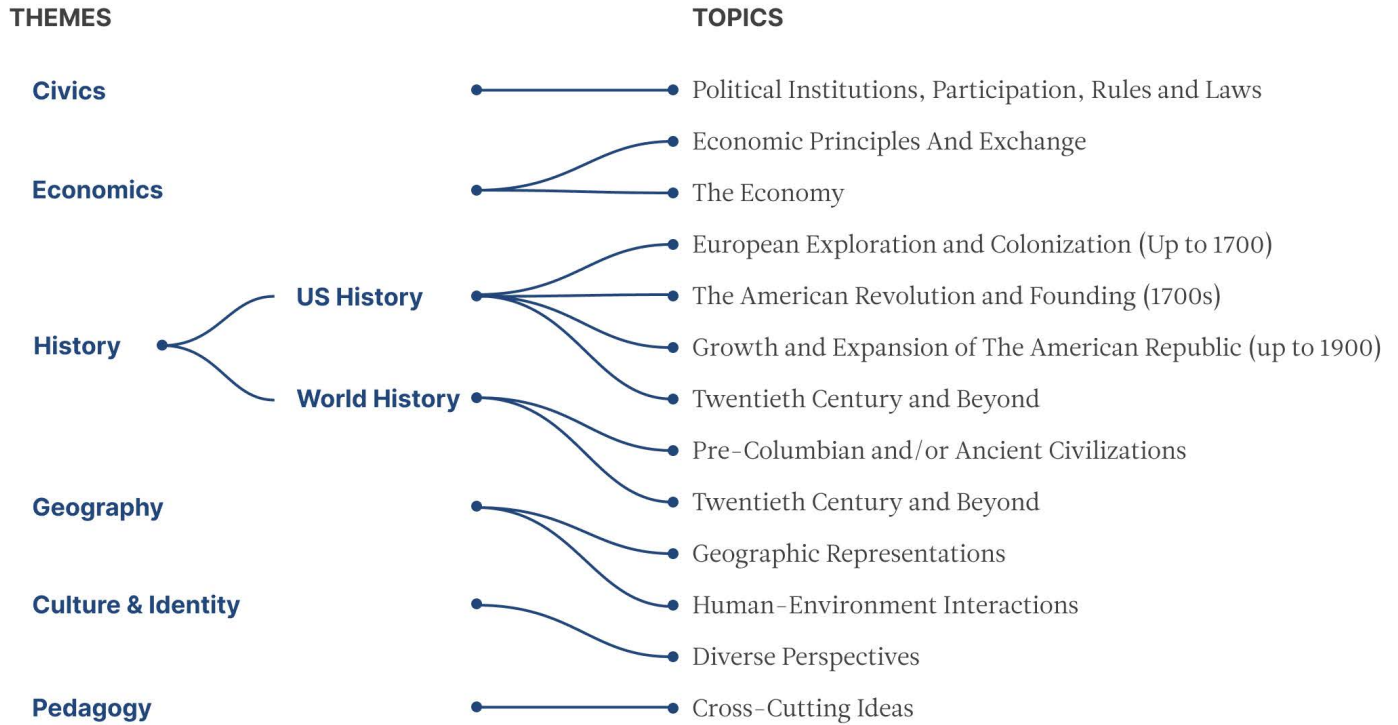 THEMES TOPICS
Civics Political Institutions, Participation, Rules and Laws
Economic Principles And Exchange
Economics The Economy
European Exploration and Colonization (Up to 1700)
US History The American Revolution and Founding (1700s)
History Growth and Expansion of The American Republic (up to 1900)
World History Twentieth Century and Beyond
Pre-Columbian and/or Ancient Civilizations
Geography Twentieth Century and Beyond
Geographic Representations
Culture & Identity Human-Environment Interactions
Diverse Perspectives
Pedagogy Cross-Cutting Ideas